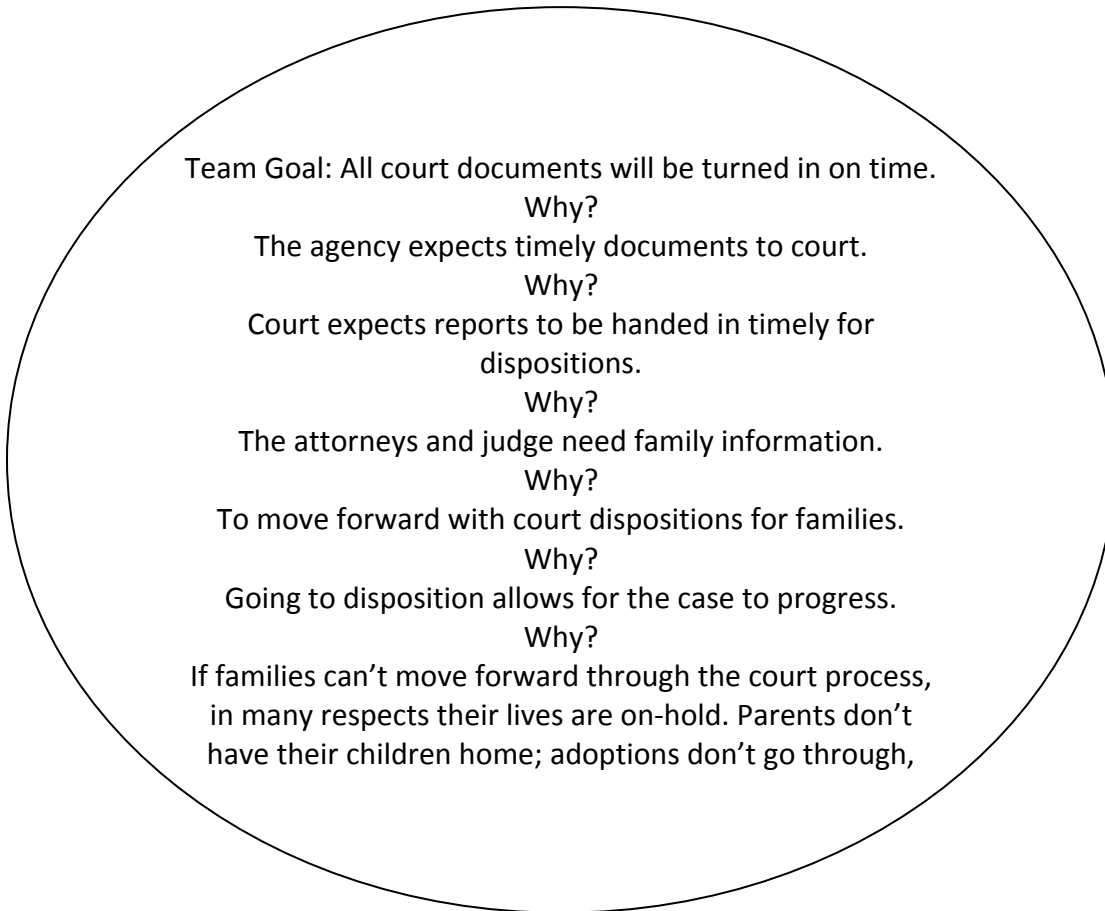 Team Goal: All court documents will be turned in on time.
Why?
The agency expects timely documents to court.
Why?
Court expects reports to be handed in timely for
dispositions.
Why?
The attorneys and judge need family information.
Why?
To move forward with court dispositions for families.
Why?
Going to disposition allows for the case to progress.
Why?
If families can’t move forward through the court process,
in many respects their lives are on-hold. Parents don’t
have their children home; adoptions don’t go through,